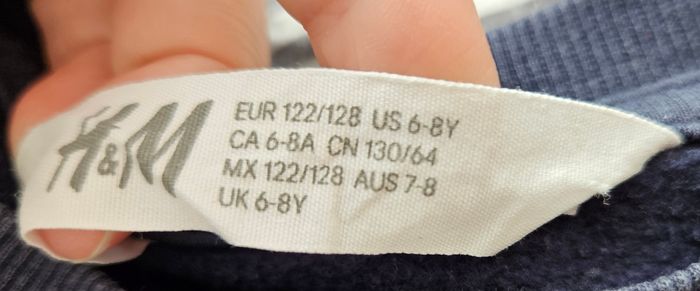 H&M
EUR 122/128 US 6-8Y
CA 6-8A CN 130/64
MX 122/128 AUS 7-8
UK 6-8Y